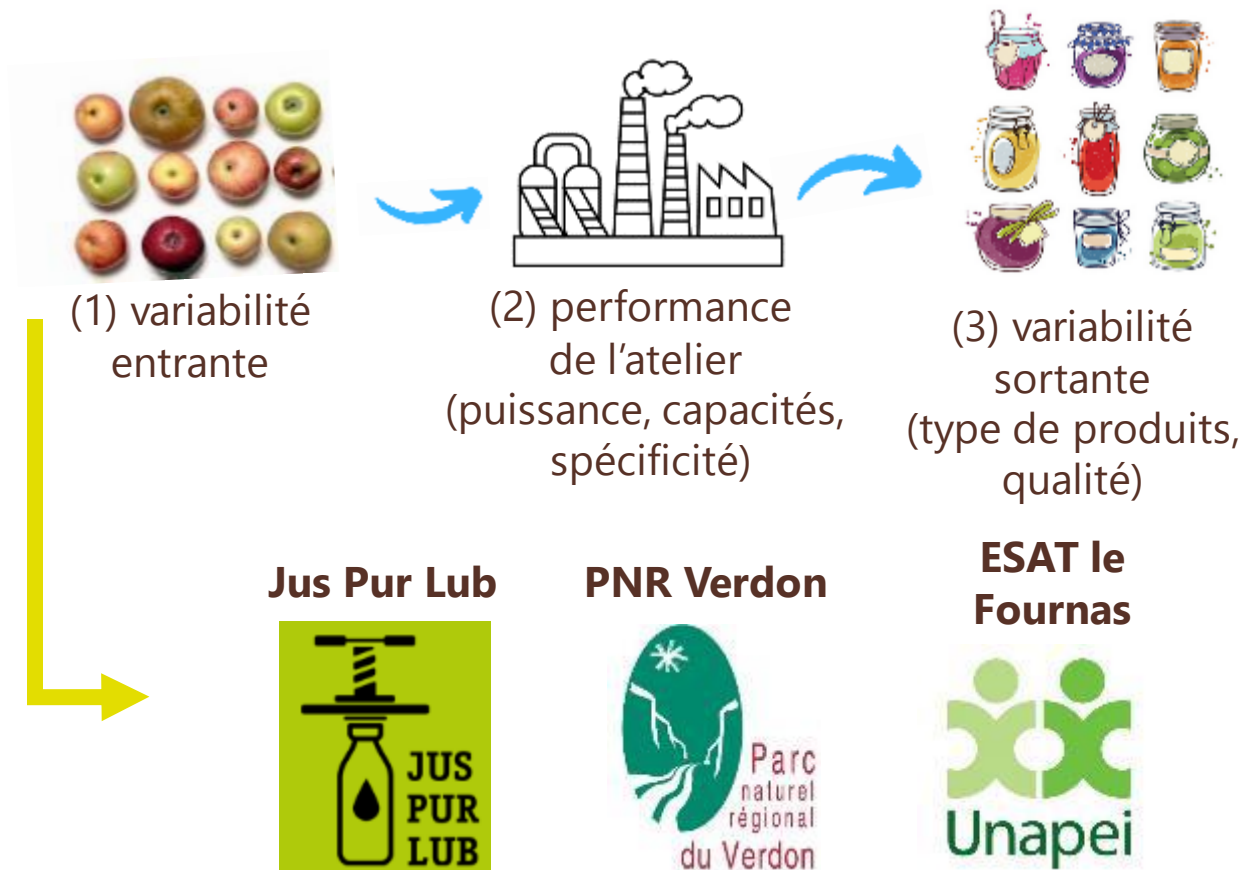 (1) variabilité
entrante
(2) performance
de l’atelier
(puissance, capacités,
spécificité)
(3) variabilité
sortante
(type de produits,
qualité)
Jus Pur Lub
PNR Verdon
ESAT le
Fournas
JUS
PUR
LUB
Parc
naturel
régional
du Verdon
Unapei